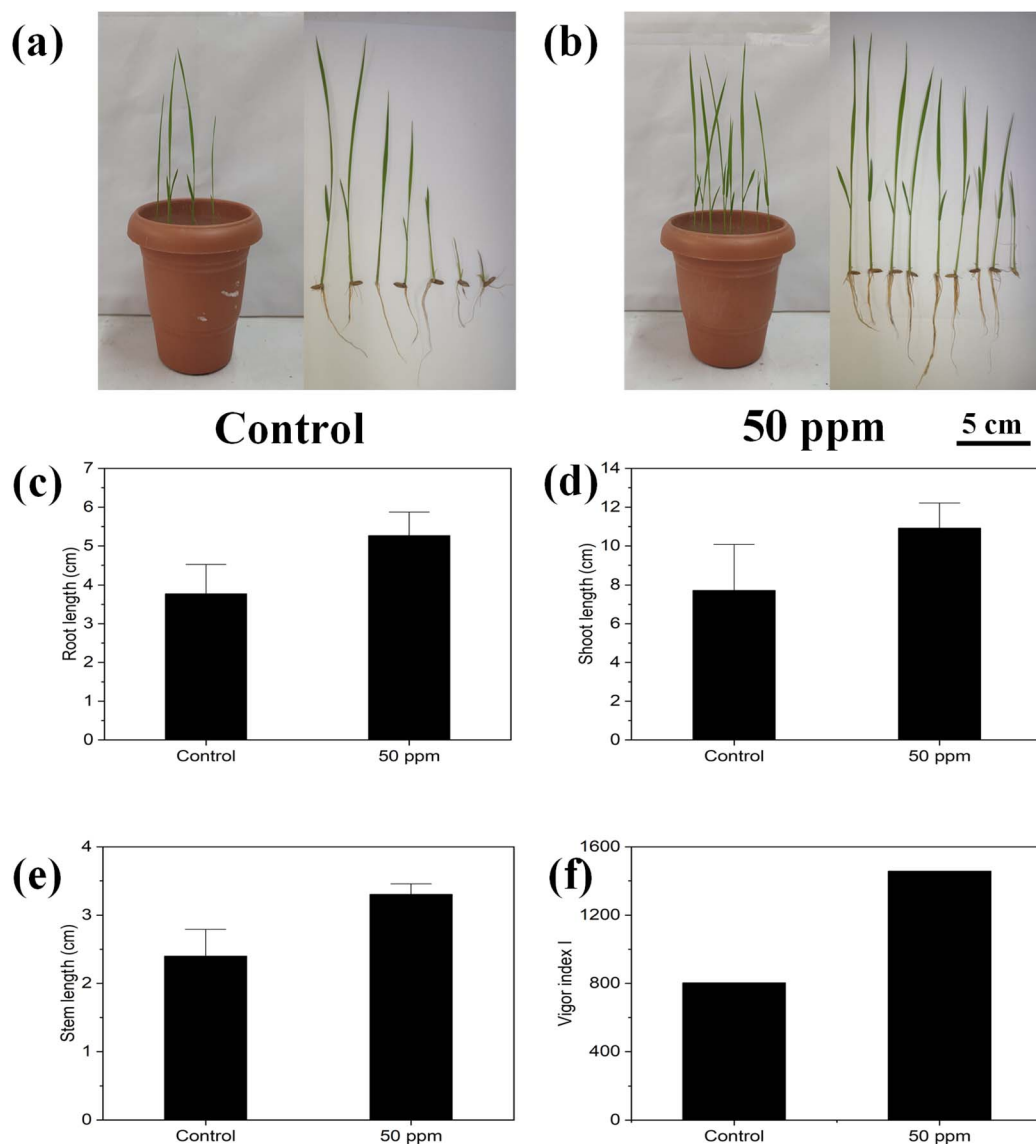 (a)
(b)
Control
50 ppm
5 cm
(c)
7
6
5
4
3
2
1
0
Root length (cm)
Control
50 ppm
(d)
14
12
10
8
6
4
2
0
Shoot length (cm)
Control
50 ppm
(e)
4
3
2
1
0
Stem length (cm)
Control
50 ppm
(f)
1600
1200
800
400
0
Vigor index I
Control
50 ppm